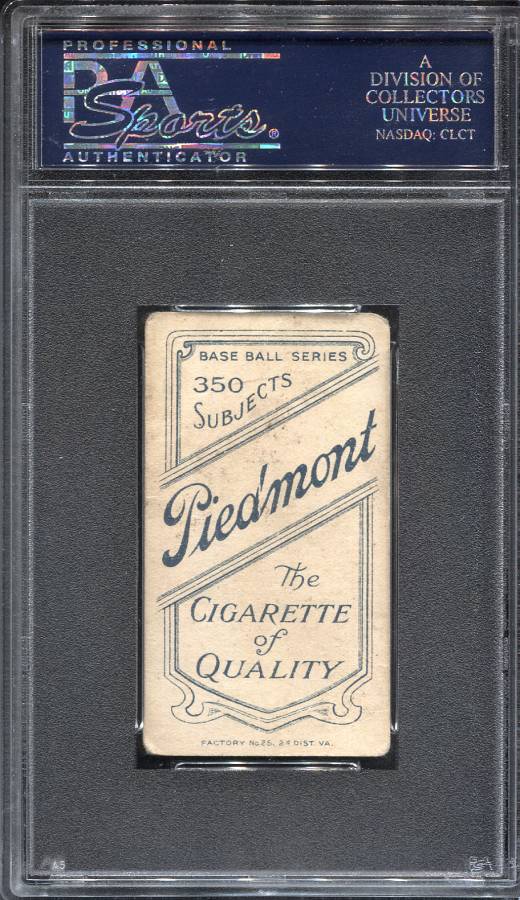 PROFESSIONAL
PSA
Sports®
AUTHENTICATOR
A
DIVISION OF
COLLECTORS
UNIVERSE
NASDAQ: CLCT
BASE BALL SERIES
350
SUBJECTS
Piedmont
The
CIGARETTE
of
QUALITY
FACTORY No 25, 2d DIST. VA.